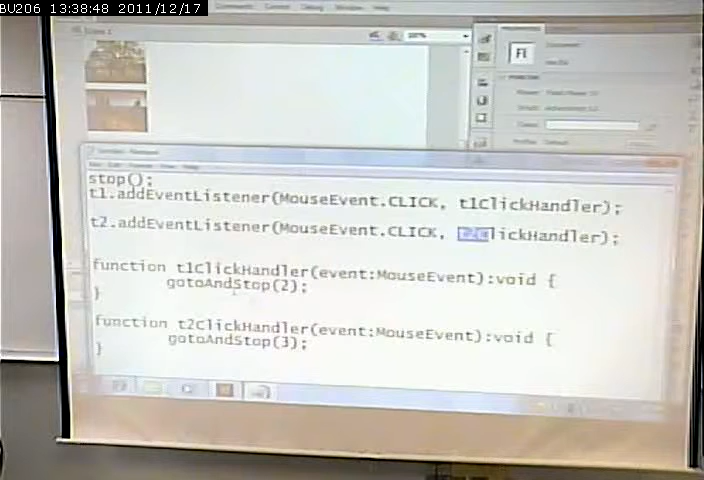 BU206 13:38:48 2011/12/17
Fl
stop();
t1.addEventListener(MouseEvent.CLICK, t1ClickHandler);
t2.addEventListener(MouseEvent.CLICK, t2ClickHandler);
function t1ClickHandler(event:MouseEvent):void {
gotoAndStop(2);
}
function t2ClickHandler(event:MouseEvent):void {
gotoAndStop(3);
}